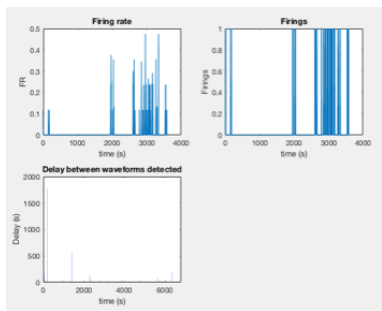 Firing rate
0.5
0.4
0.3
0.2
0.1
0
FR
0 1000 2000 3000 4000
time (s)
Firings
1
0.8
0.6
0.4
0.2
0
Firings
0 1000 2000 3000 4000
time (s)
Delay between waveforms detected
2000
1500
1000
500
0
Delay (s)
0 2000 4000 6000
time (s)